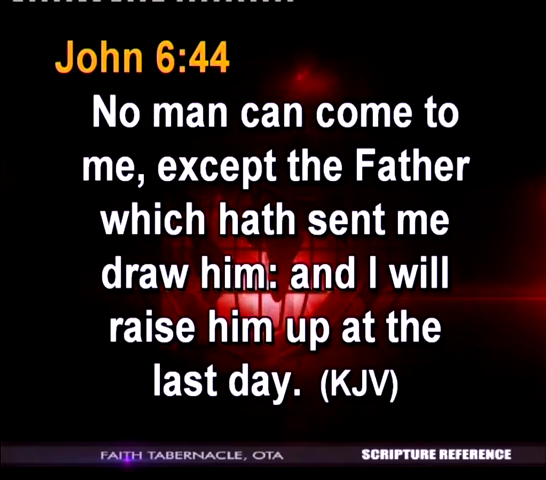 John 6:44
No man can come to
me, except the Father
which hath sent me
draw him: and I will
raise him up at the
last day. (KJV)
FAITH TABERNACLE, OTA
SCRIPTURE REFERENCE